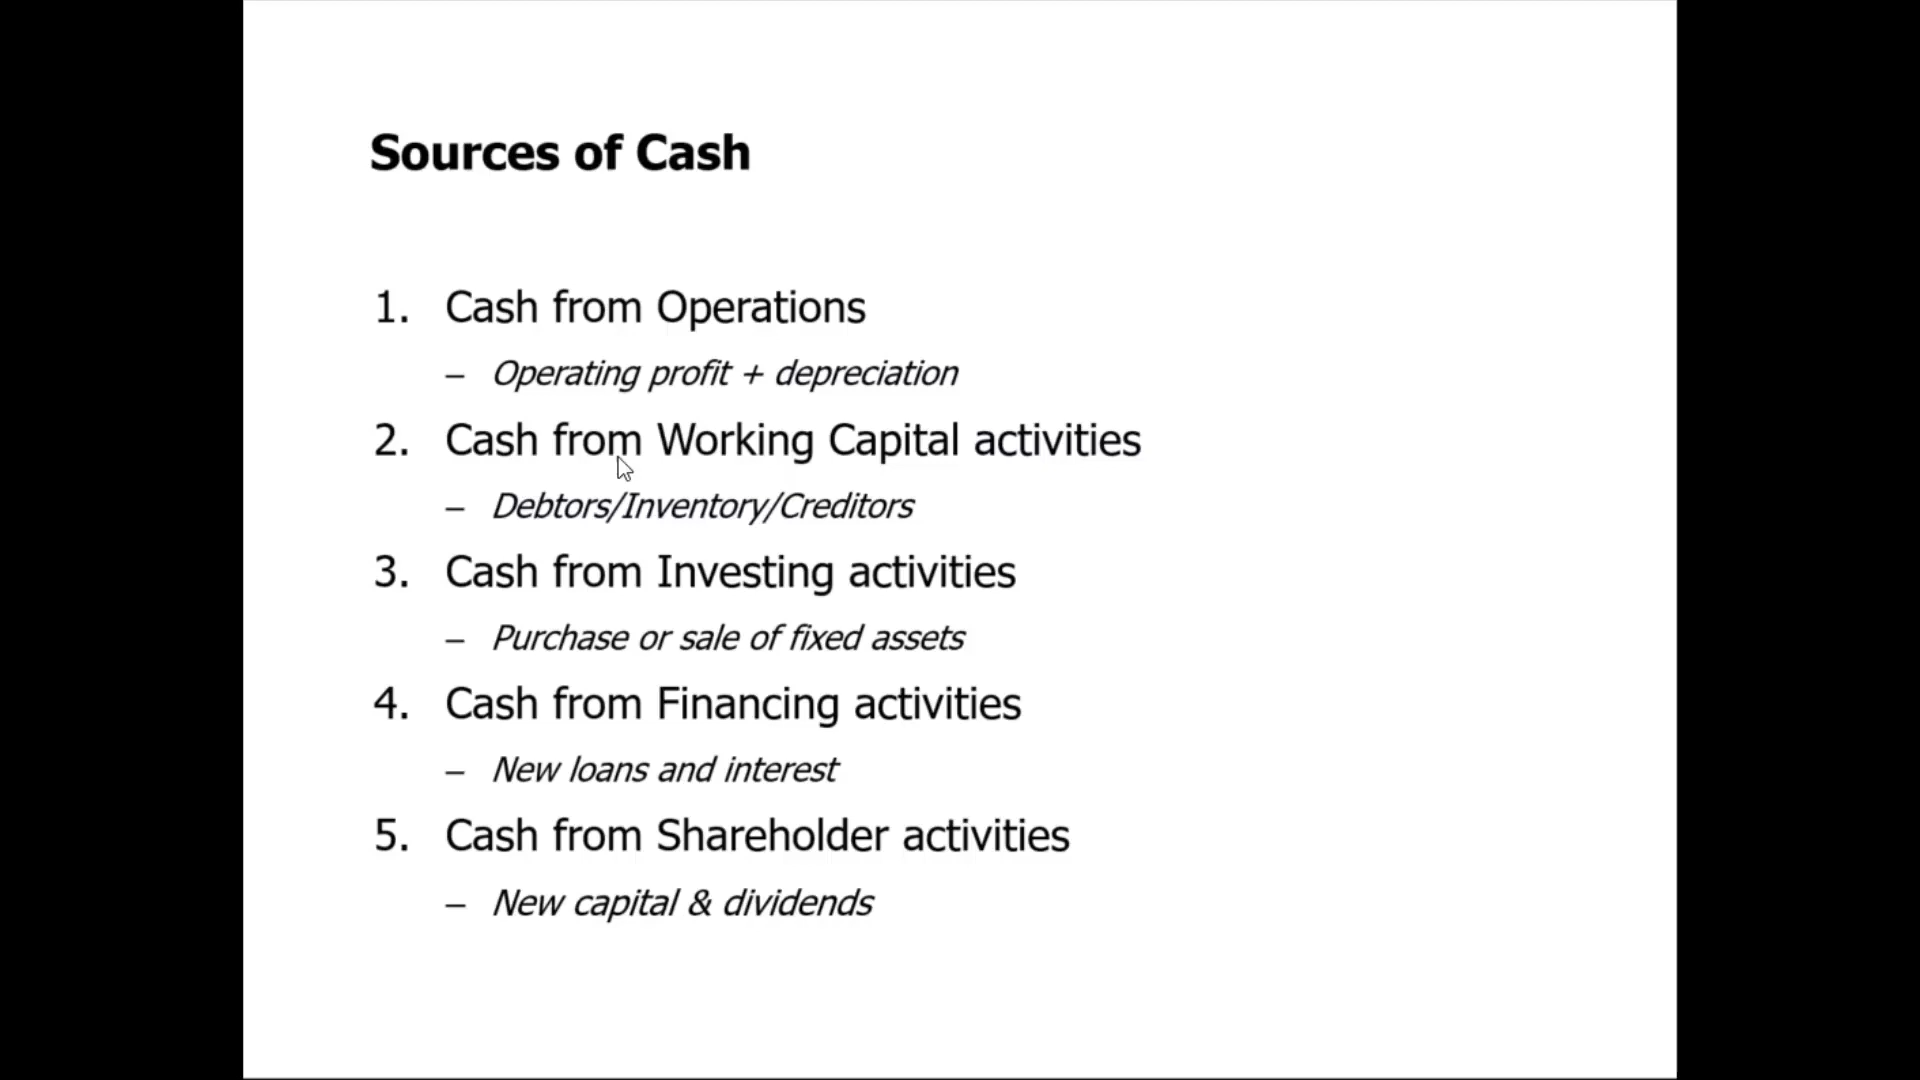 Sources of Cash
1. Cash from Operations
– Operating profit + depreciation
2. Cash from Working Capital activities
– Debtors/Inventory/Creditors
3. Cash from Investing activities
– Purchase or sale of fixed assets
4. Cash from Financing activities
– New loans and interest
5. Cash from Shareholder activities
– New capital & dividends